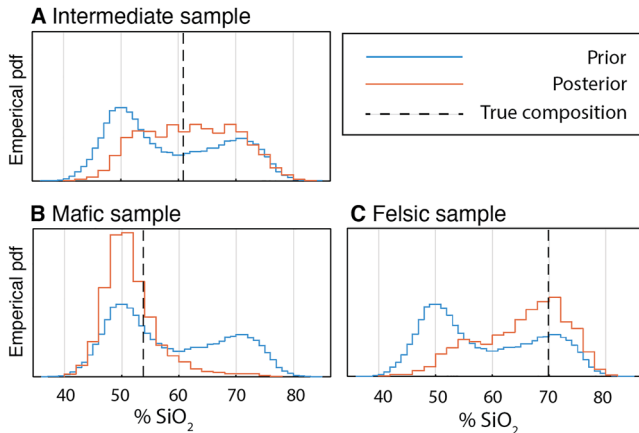 A Intermediate sample
Emperical pdf
Prior
Posterior
True composition
B Mafic sample
Emperical pdf
40 50 60 70 80
% SiO2
C Felsic sample
40 50 60 70 80
% SiO2